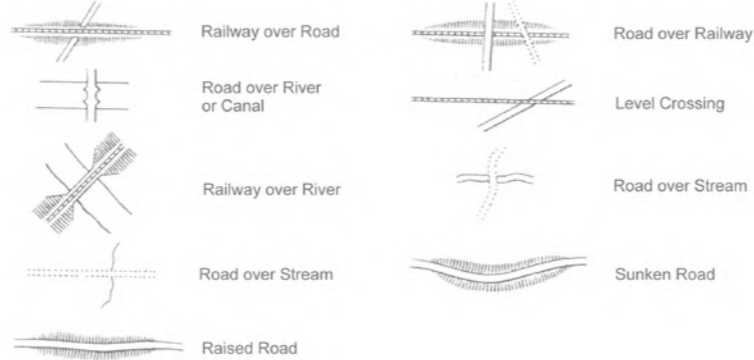 Railway over Road
Road over Railway
Road over River
or Canal
Level Crossing
Railway over River
Road over Stream
Road over Stream
Sunken Road
Raised Road